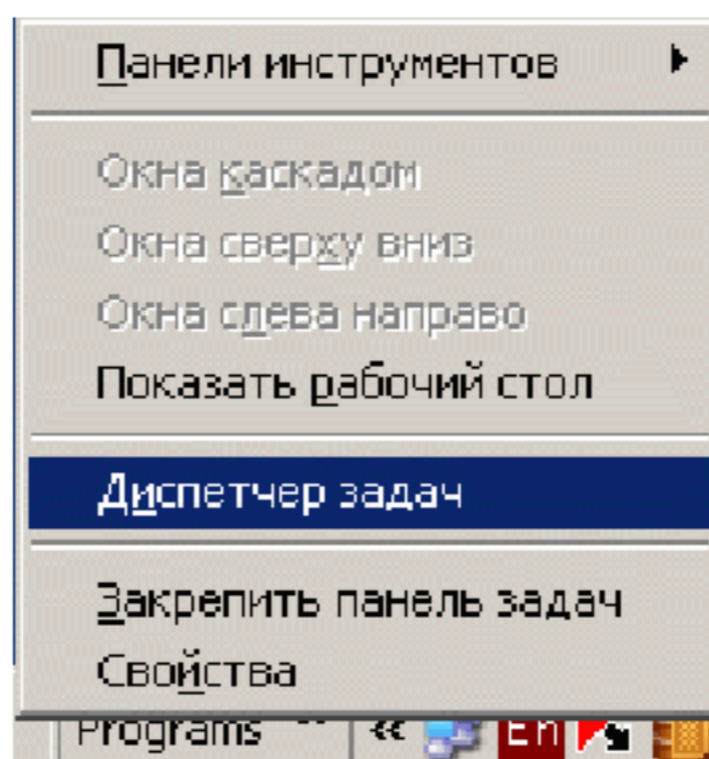 Панели инструментов
Окна каскадом
Окна сверху вниз
Окна слева направо
Показать рабочий стол
Диспетчер задач
Закрепить панель задач
Свойства
Programs » « En